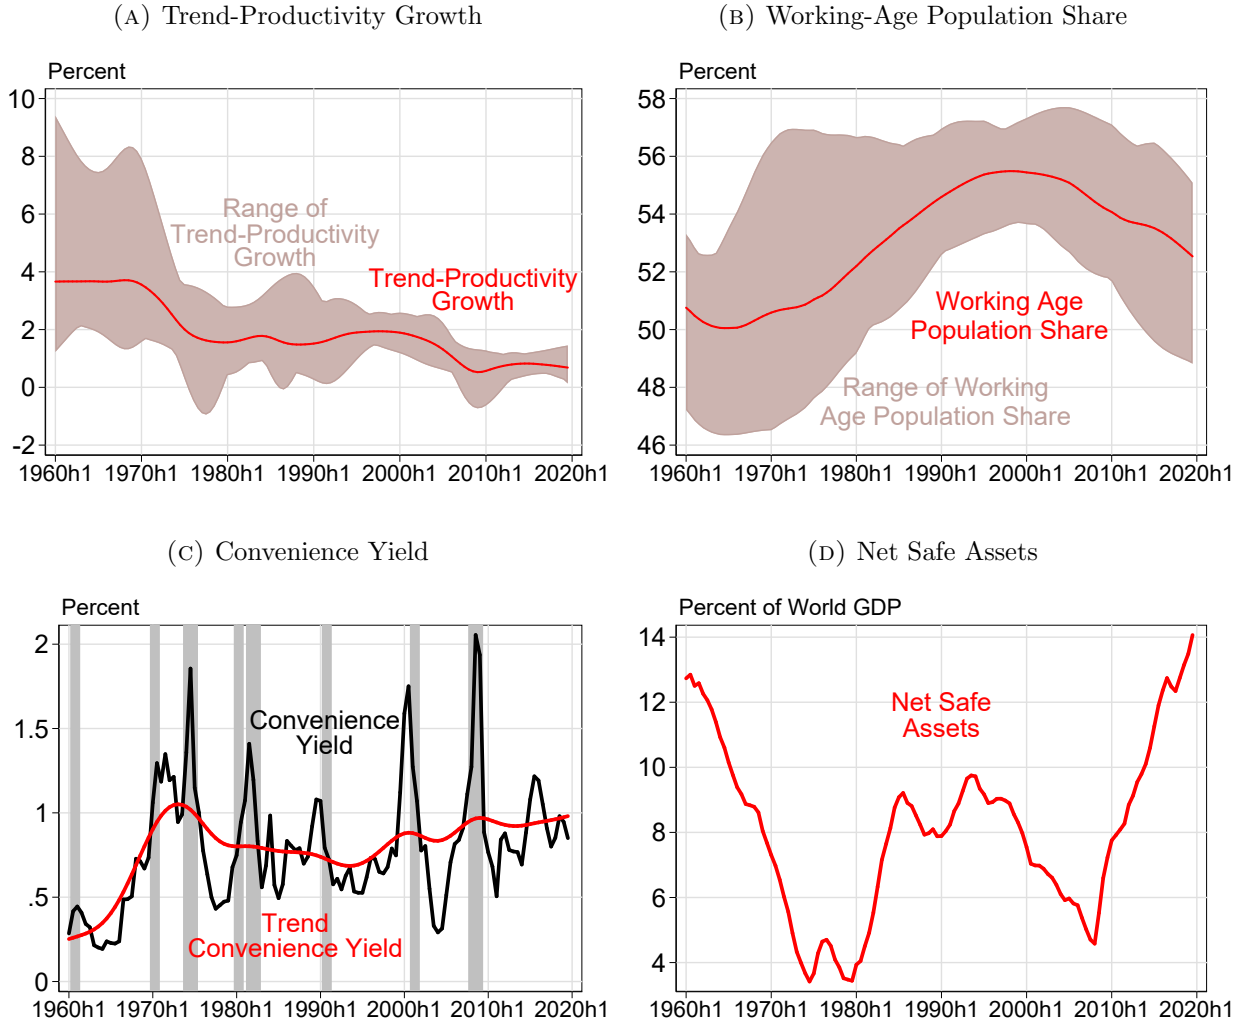 (A) Trend-Productivity Growth
Percent
10
8
6
4
2
0
-2
Range of
Trend-Productivity
Growth
Trend-Productivity
Growth
1960h1 1970h1 1980h1 1990h1 2000h1 2010h1 2020h1
(B) Working-Age Population Share
Percent
58
56
54
52
50
48
46
Working Age
Population Share
Range of Working
Age Population Share
1960h1 1970h1 1980h1 1990h1 2000h1 2010h1 2020h1
(C) Convenience Yield
Percent
2
1.5
1
.5
0
Convenience
Yield
Trend
Convenience Yield
1960h1 1970h1 1980h1 1990h1 2000h1 2010h1 2020h1
(D) Net Safe Assets
Percent of World GDP
14
12
10
8
6
4
Net Safe
Assets
1960h1 1970h1 1980h1 1990h1 2000h1 2010h1 2020h1